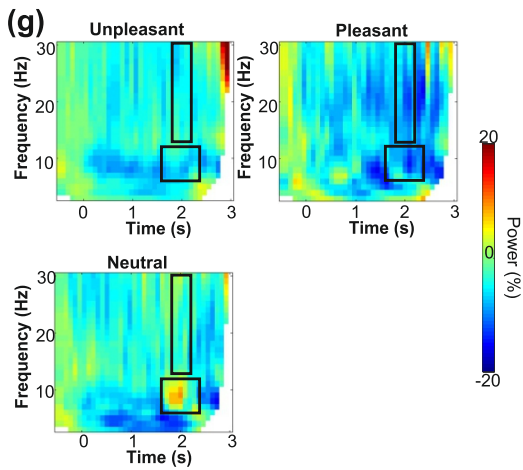 (g)
Unpleasant
Pleasant
Frequency (Hz)
30
20
10
0 1 2 3
Time (s)
Frequency (Hz)
30
20
10
0 1 2 3
Time (s)
Neutral
Frequency (Hz)
30
20
10
0 1 2 3
Time (s)
20
0
-20
Power (%)